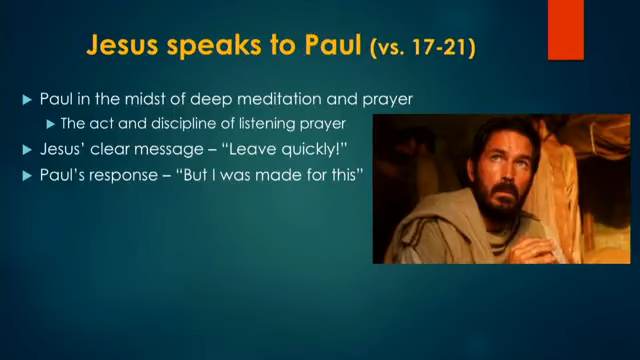 Jesus speaks to Paul (vs. 17-21)
Paul in the midst of deep meditation and prayer
The act and discipline of listening prayer
Jesus’ clear message – “Leave quickly!”
Paul’s response – “But I was made for this”